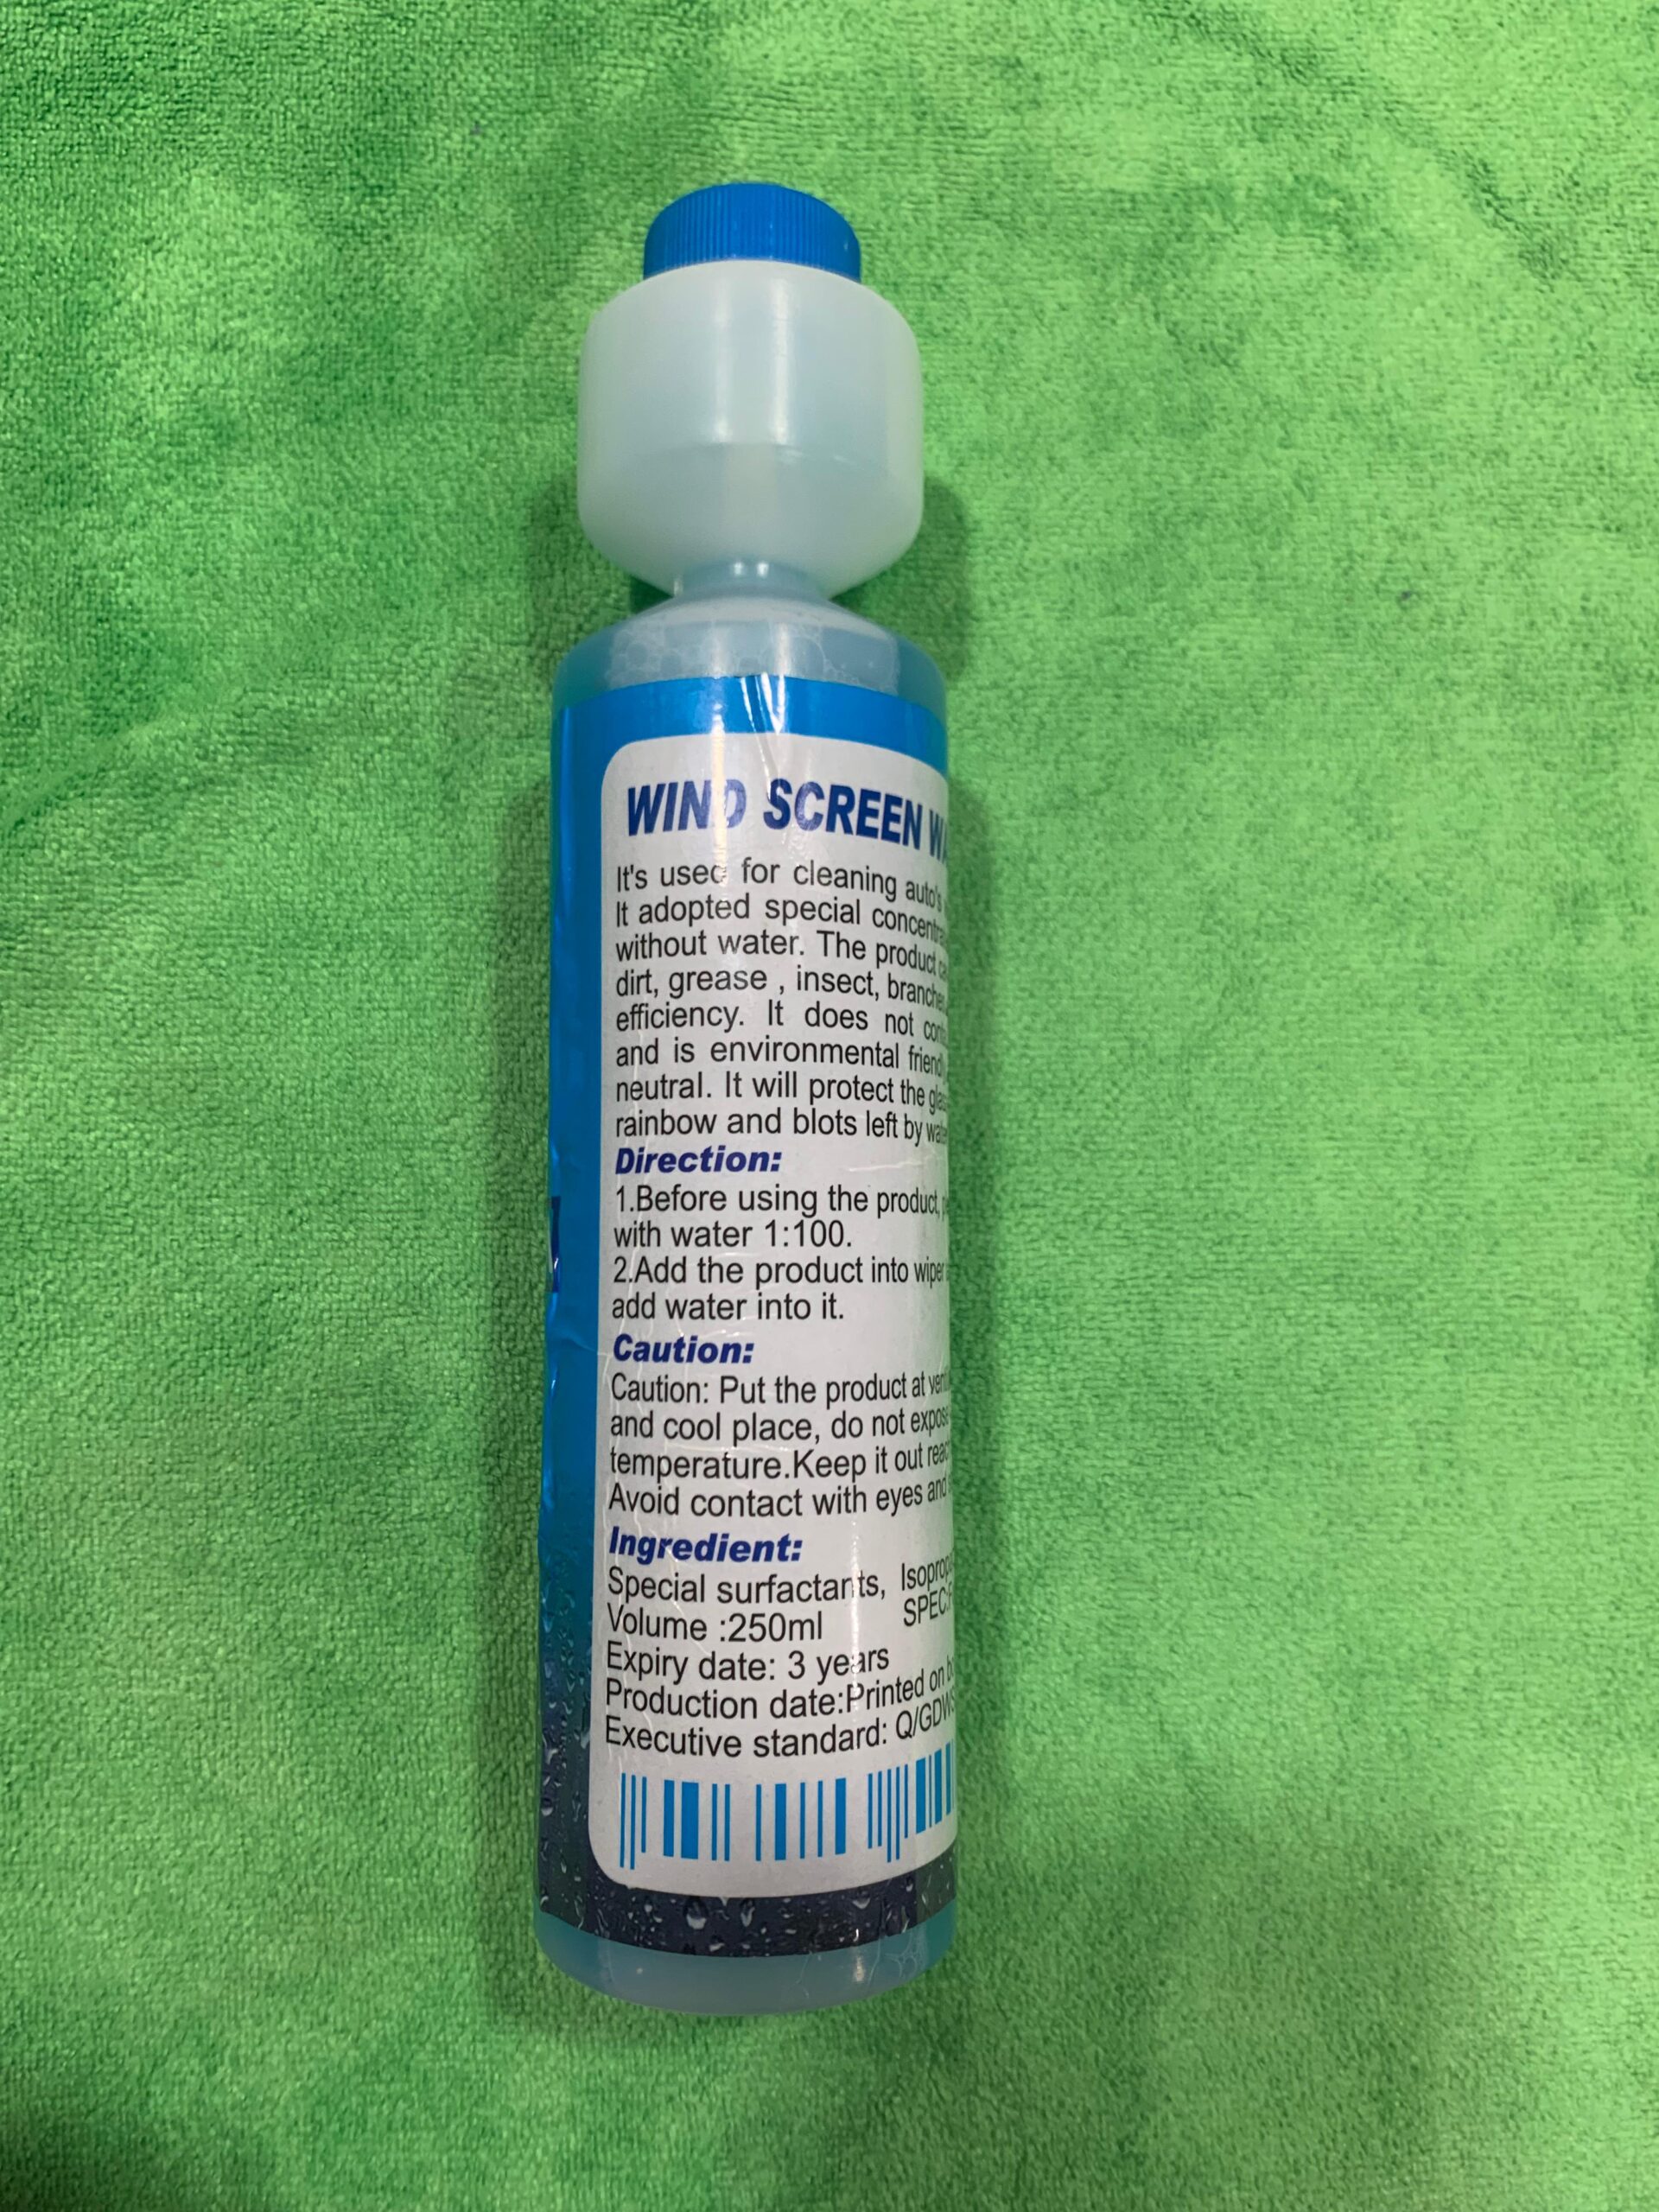 WIND SCREEN
It's used for cleaning auto's
It adopted special
without water. The product
dirt, grease , insect,
efficiency. It does not
and is environmental
neutral. It will protect the
rainbow and blots left by
Direction:
1.Before using the product,
with water 1:100.
2.Add the product into wiper
add water into it.
Caution:
Caution: Put the product at
and cool place, do not
temperature.Keep it out
Avoid contact with eyes and
Ingredient:
Special surfactants,
Volume :250ml
Expiry date: 3 years
Production date:Printed on
Executive standard: